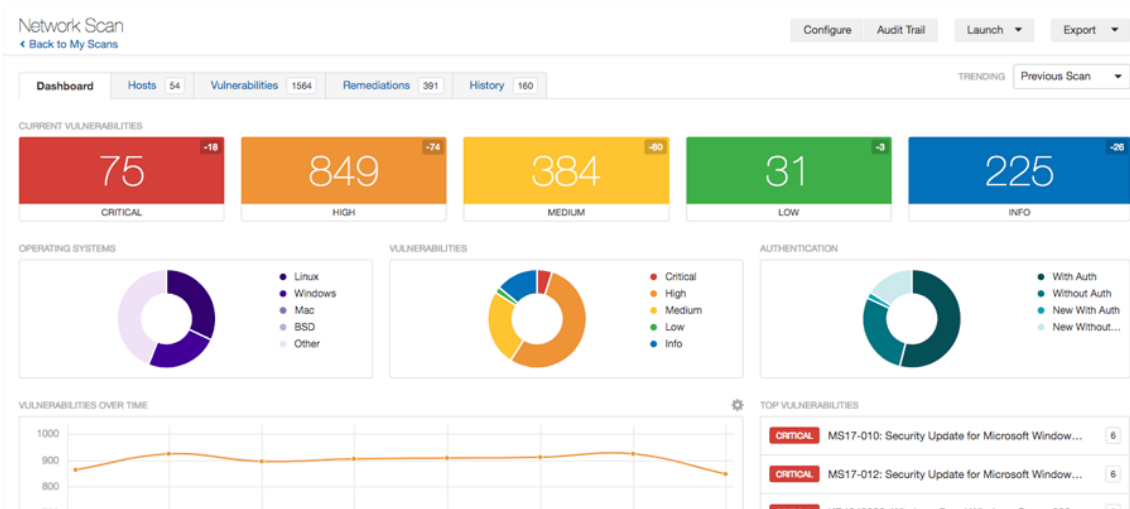 Network Scan
Back to My Scans
Configure
Audit Trail
Launch
Export
Dashboard
Hosts 54
Vulnerabilities 1564
Remediations 391
History 160
TRENDING
Previous Scan
CURRENT VULNERABILITIES
-18
75
CRITICAL
-74
849
HIGH
-60
384
MEDIUM
-3
31
LOW
-26
225
INFO
OPERATING SYSTEMS
Linux
Windows
Mac
BSD
Other
VULNERABILITIES
Critical
High
Medium
Low
Info
AUTHENTICATION
With Auth
Without Auth
New With Auth
New Without...
VULNERABILITIES OVER TIME
1000
900
800
TOP VULNERABILITIES
CRITICAL MS17-010: Security Update for Microsoft Window... 6
CRITICAL MS17-012: Security Update for Microsoft Window... 6